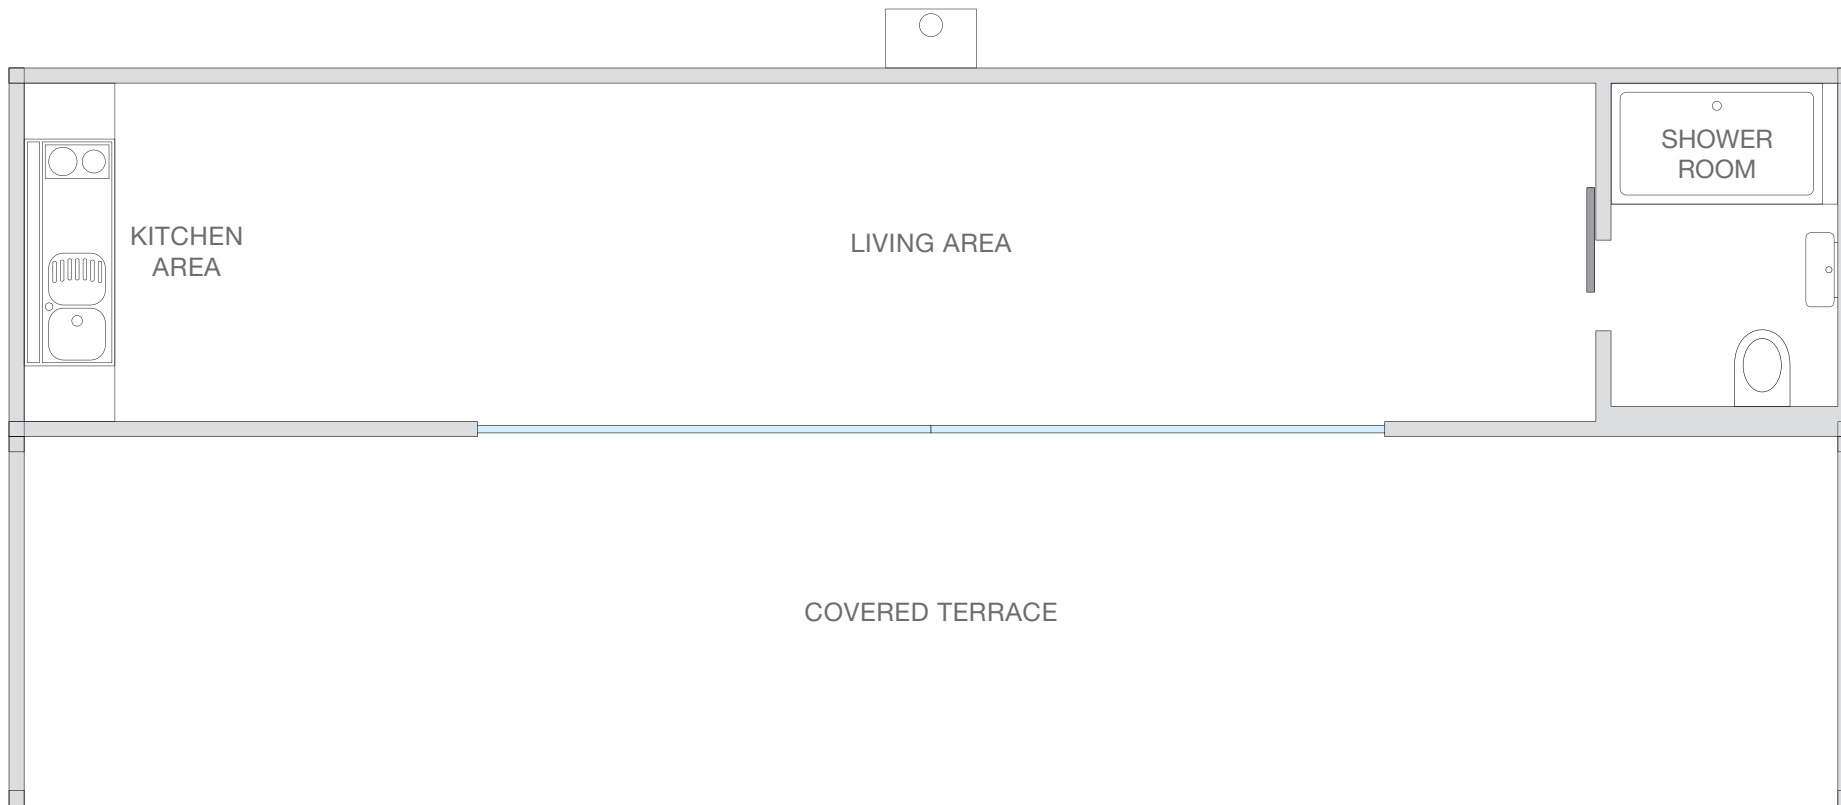 SHOWER
ROOM
KITCHEN
AREA
LIVING AREA
COVERED TERRACE